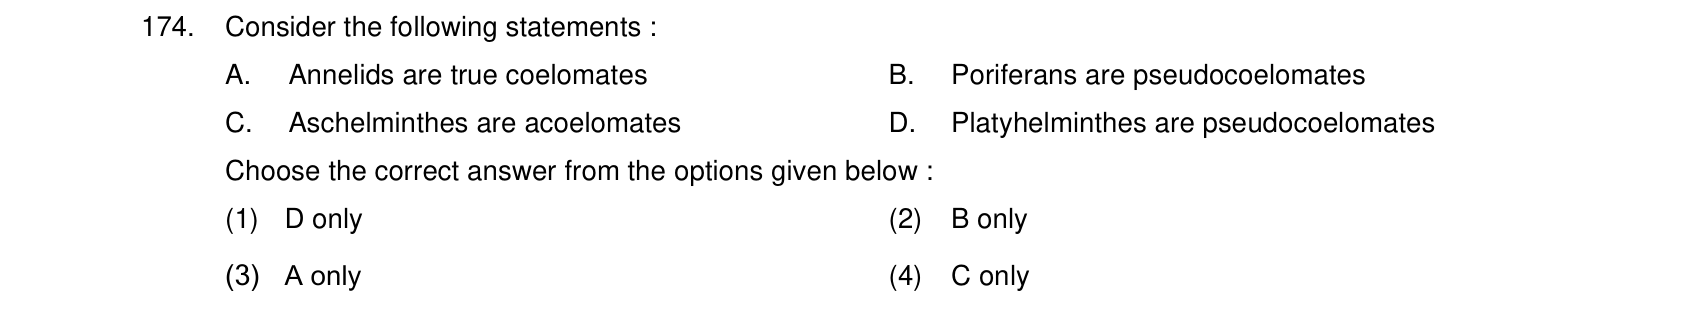 174. Consider the following statements :
A. Annelids are true coelomates B. Poriferans are pseudocoelomates
C. Aschelminthes are acoelomates D. Platyhelminthes are pseudocoelomates
Choose the correct answer from the options given below :
(1) D only (2) B only
(3) A only (4) C only